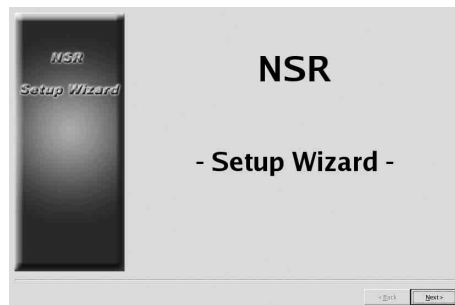 NSR
Setup Wizard
NSR
- Setup Wizard -
< Back
Next >